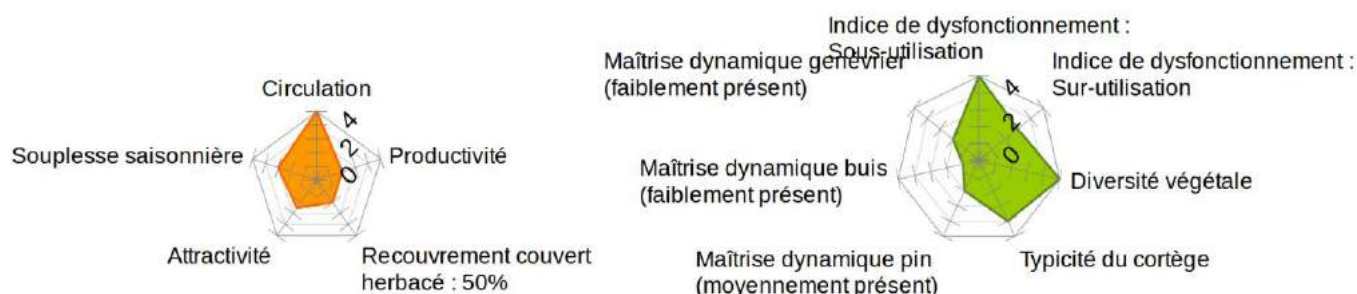 Circulation
4
2
0
Productivité
Recouvrement couvert
herbacé : 50%
Attractivité
Souplesse saisonnière
Indice de dysfonctionnement :
Sous-utilisation
4
2
0
Indice de dysfonctionnement :
Sur-utilisation
Diversité végétale
Typicité du cortège
Maîtrise dynamique pin
(moyennement présent)
Maîtrise dynamique buis
(faiblement présent)
Maîtrise dynamique genévrier
(faiblement présent)